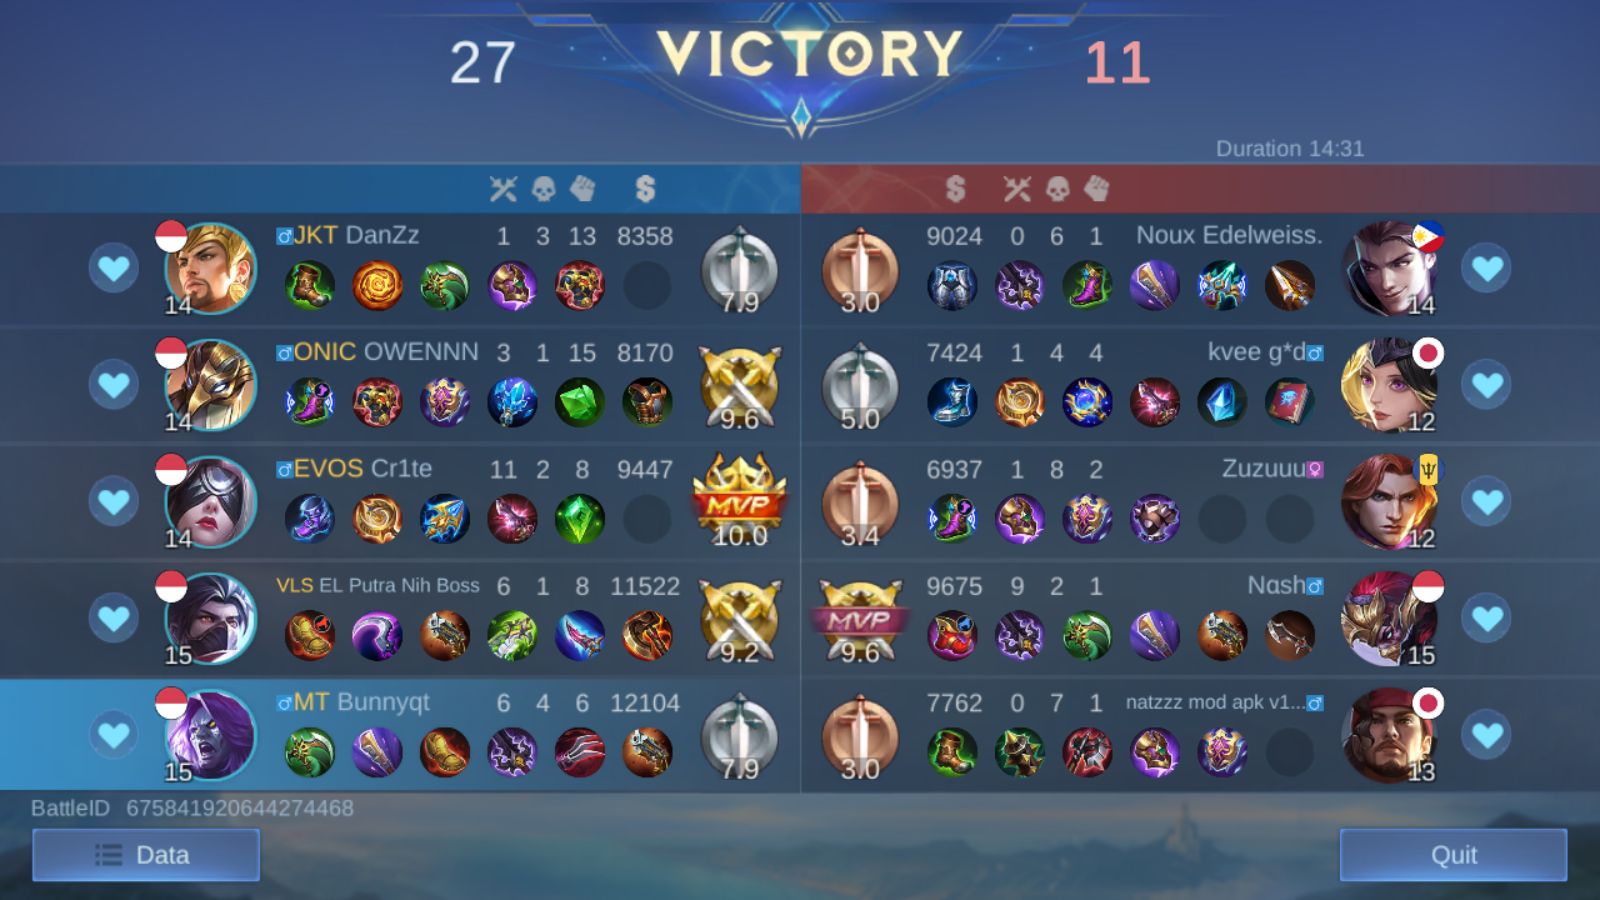 27 VICTORY 11
Duration 14:31
JKT DanZz 1 3 13 8358
14 7.9
ONIC OWENNN 3 1 15 8170
14 9.6
EVOS Cr1te 11 2 8 9447
MVP
14 10.0
VLS EL Putra Nih Boss 6 1 8 11522
15 9.2
MT Bunnyqt 6 4 6 12104
15 7.9
9024 0 6 1 Noux Edelweiss.
3.0 14
7424 1 4 4 kvee g*d
5.0 12
6937 1 8 2 Zuzuuu
3.4 12
9675 9 2 1 Nash
MVP
9.6 15
7762 0 7 1 natzzz mod apk v1...
3.0 13
BattleID 675841920644274468
Data Quit